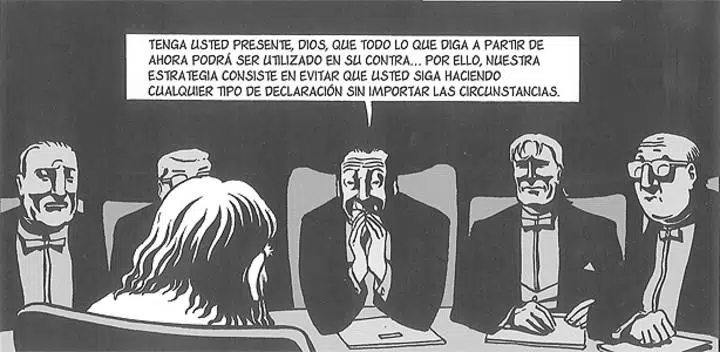 TENGA USTED PRESENTE, DIOS, QUE TODO LO QUE DIGA A PARTIR DE
AHORA PODRÁ SER UTILIZADO EN SU CONTRA... POR ELLO, NUESTRA
ESTRATEGIA CONSISTE EN EVITAR QUE USTED SIGA HACIENDO
CUALQUIER TIPO DE DECLARACIÓN SIN IMPORTAR LAS CIRCUNSTANCIAS.